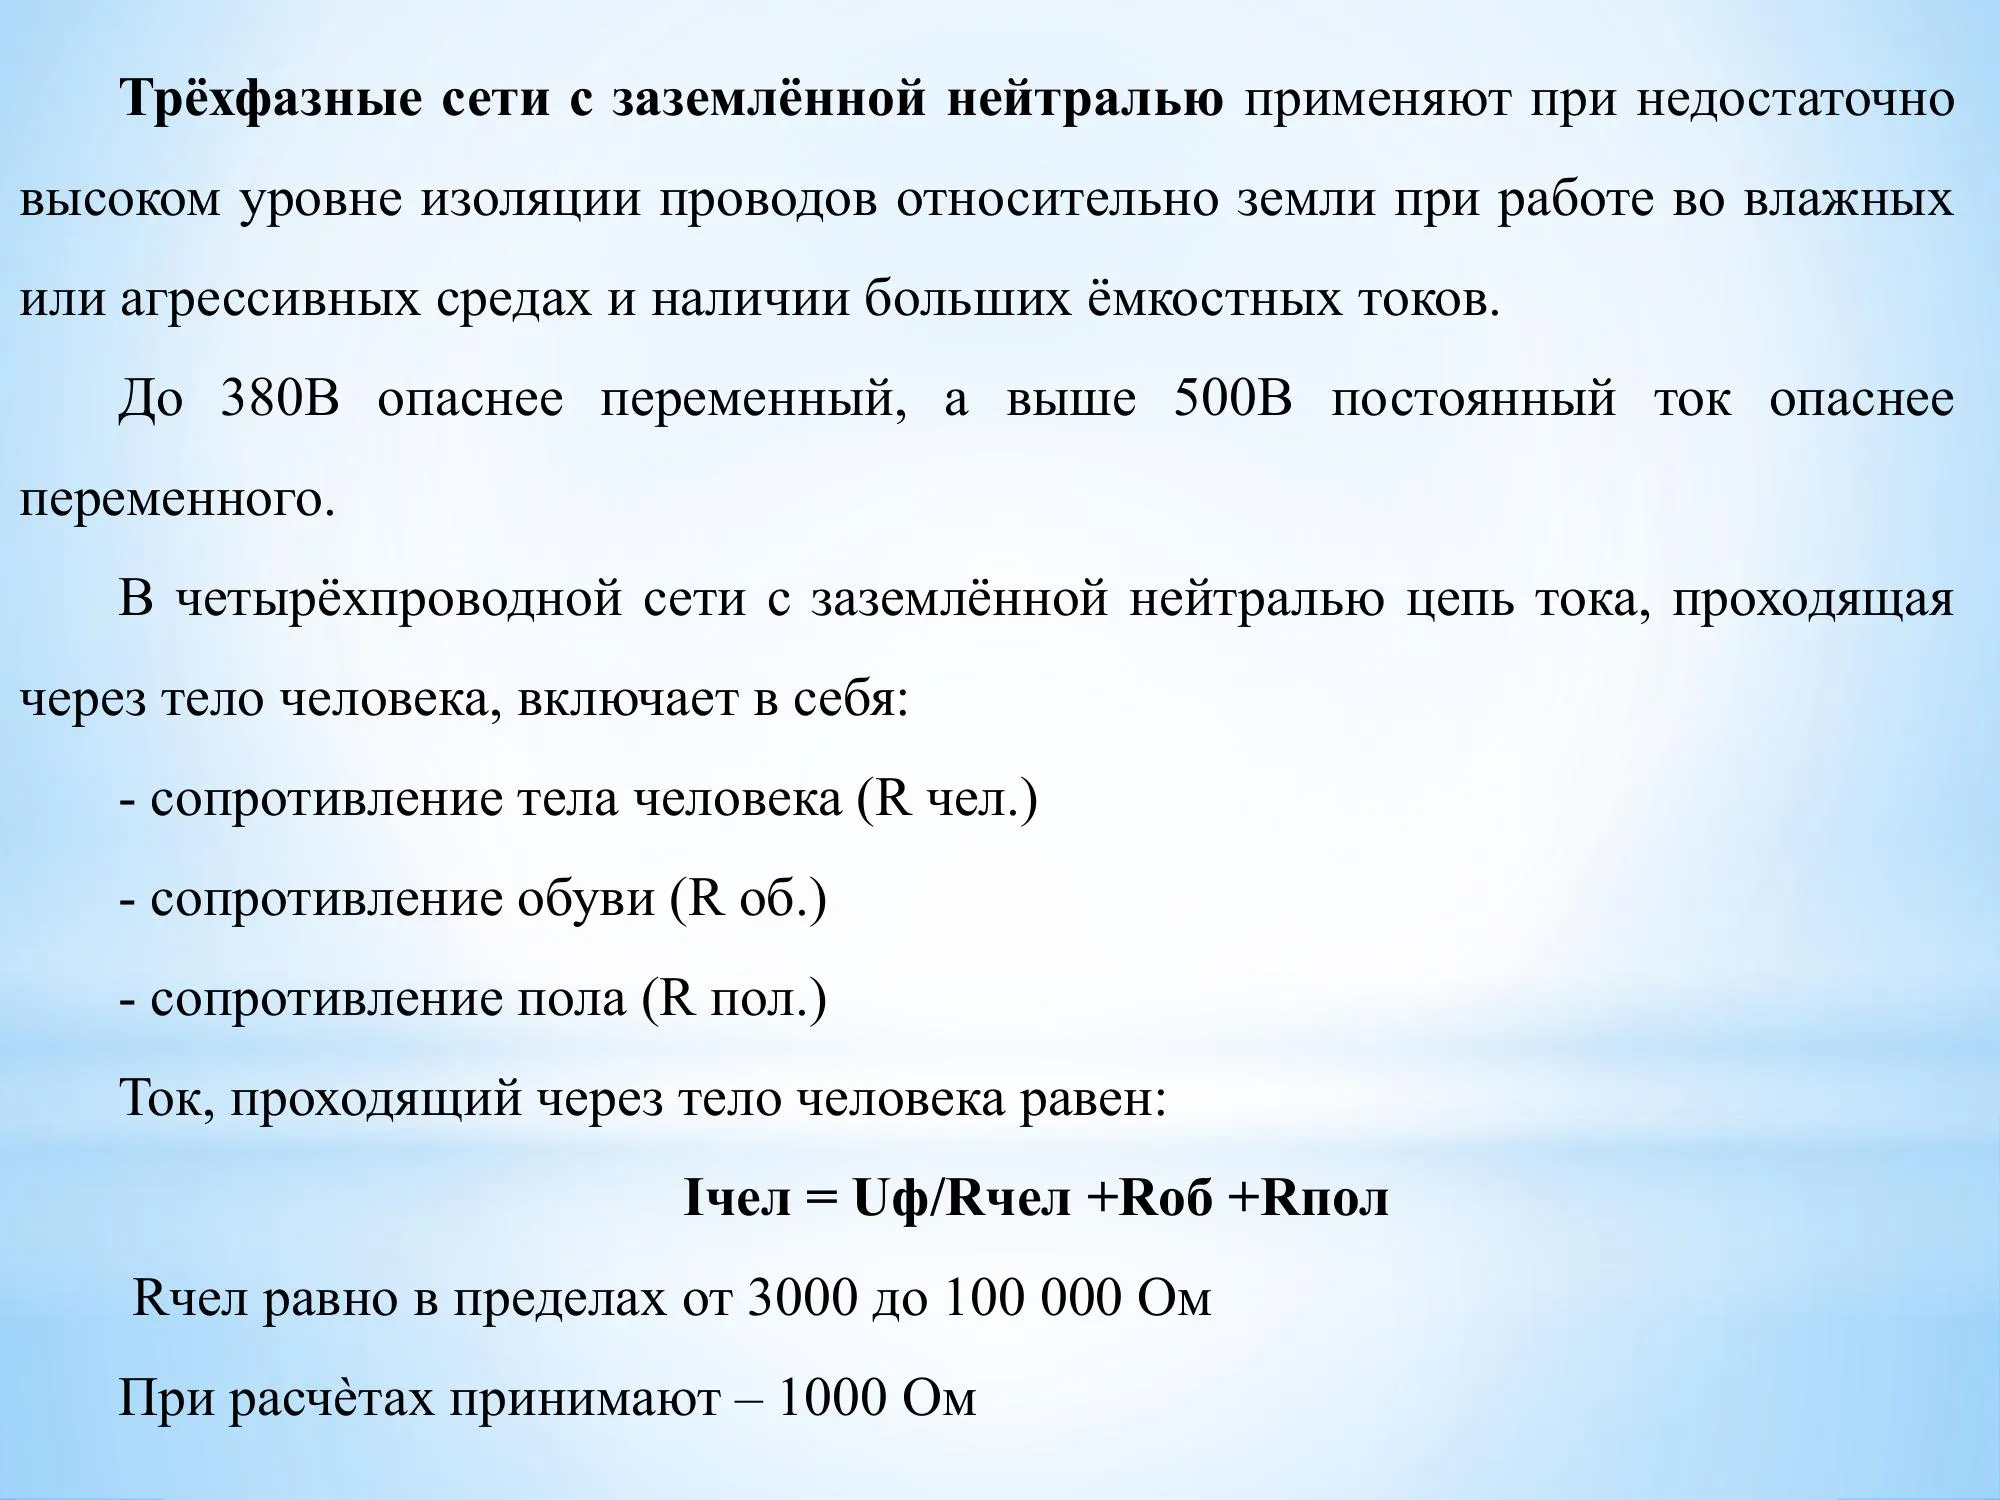 Трёхфазные сети с заземлённой нейтралью применяют при недостаточно
высоком уровне изоляции проводов относительно земли при работе во влажных
или агрессивных средах и наличии больших ёмкостных токов.
До 380В опаснее переменный, а выше 500В постоянный ток опаснее
переменного.
В четырёхпроводной сети с заземлённой нейтралью цепь тока, проходящая
через тело человека, включает в себя:
- сопротивление тела человека (R чел.)
- сопротивление обуви (R об.)
- сопротивление пола (R пол.)
Ток, проходящий через тело человека равен:
Iчел = Uф/Rчел +Rоб +Rпол
Rчел равно в пределах от 3000 до 100 000 Ом
При расчѐтах принимают – 1000 Ом